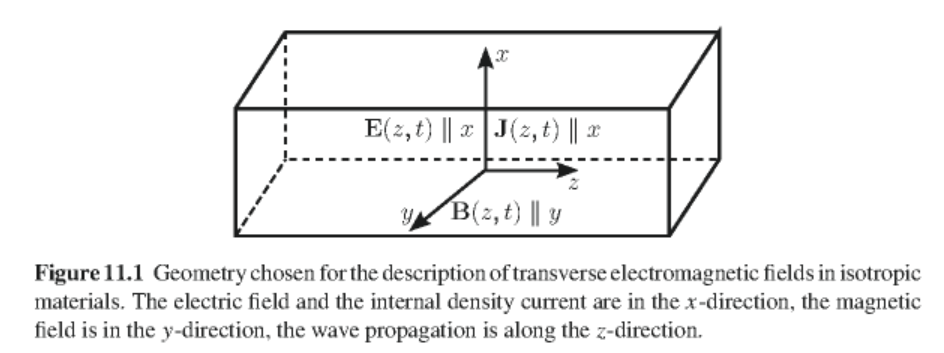 x
E(z, t) ∥ x J(z, t) ∥ x
z
y B(z, t) ∥ y
Figure 11.1 Geometry chosen for the description of transverse electromagnetic fields in isotropic
materials. The electric field and the internal density current are in the x-direction, the magnetic
field is in the y-direction, the wave propagation is along the z-direction.